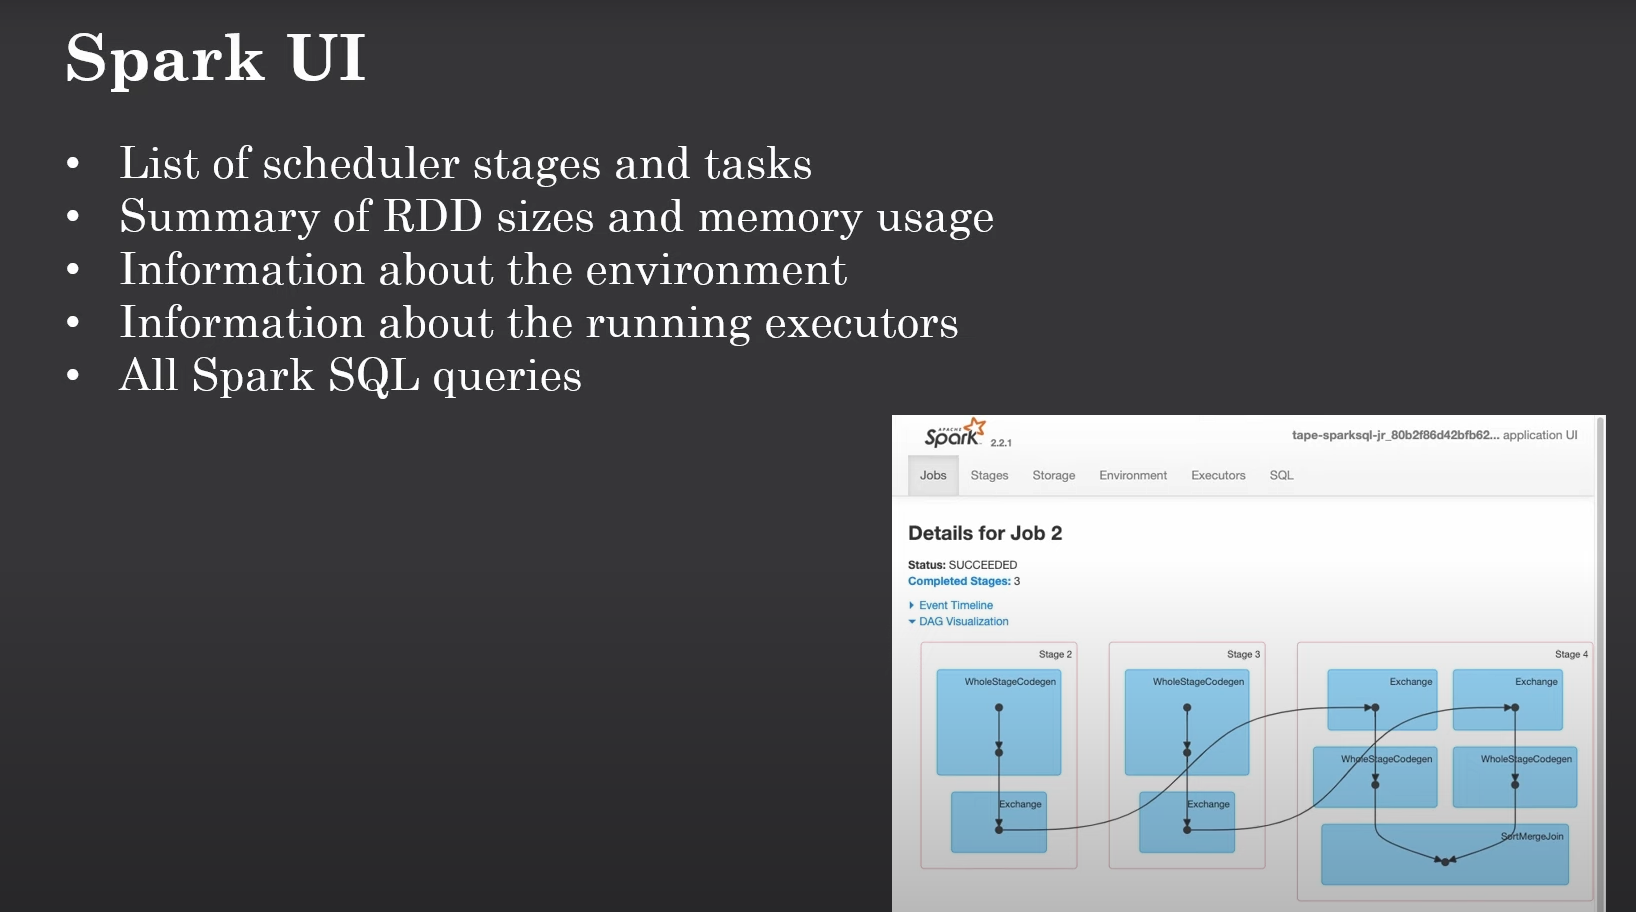 Spark UI
• List of scheduler stages and tasks
• Summary of RDD sizes and memory usage
• Information about the environment
• Information about the running executors
• All Spark SQL queries
APACHE
Spark 2.2.1
tape-sparksql-jr_80b2f86d42bfb62... application UI
Jobs Stages Storage Environment Executors SQL
Details for Job 2
Status: SUCCEEDED
Completed Stages: 3
Event Timeline
DAG Visualization
Stage 2
WholeStageCodegen
Exchange
Stage 3
WholeStageCodegen
Exchange
Stage 4
Exchange
Exchange
WholeStageCodegen
WholeStageCodegen
SortMergeJoin